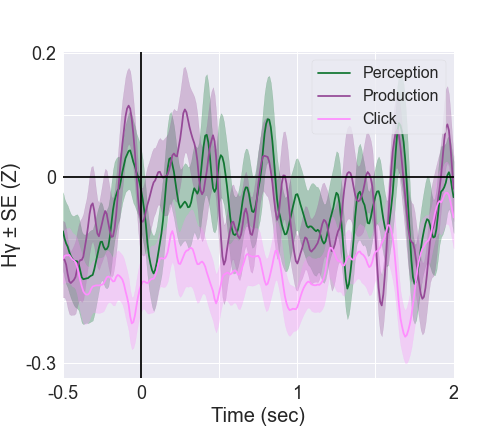 0.2
Perception
Production
Click
0
Hγ ± SE (Z)
-0.3
-0.5
0
1
2
Time (sec)